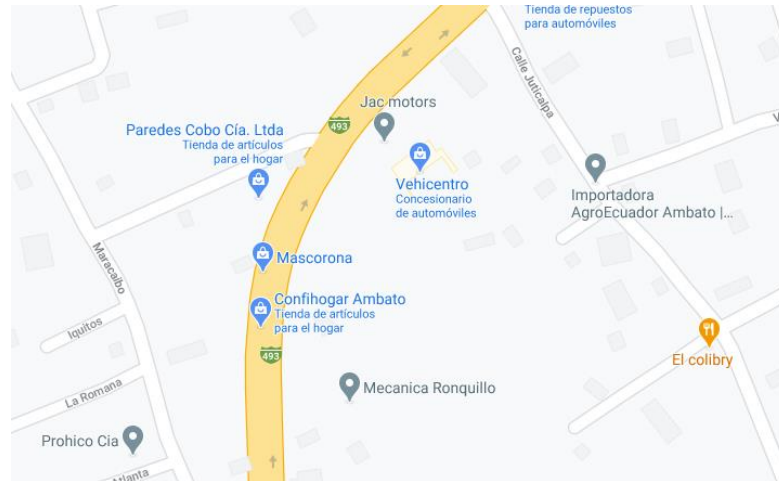 Tienda de repuestos
para automóviles
Calle Juticalpa
Jac motors
493
Paredes Cobo Cía. Ltda
Tienda de artículos
para el hogar
V
Vehicentro
Concesionario
de automóviles
Importadora
AgroEcuador Ambato |...
Maracaibo
Mascorona
Confihogar Ambato
Tienda de artículos
para el hogar
Iquitos
493
El colibry
La Romana
Mecanica Ronquillo
Prohico Cia
Atlanta